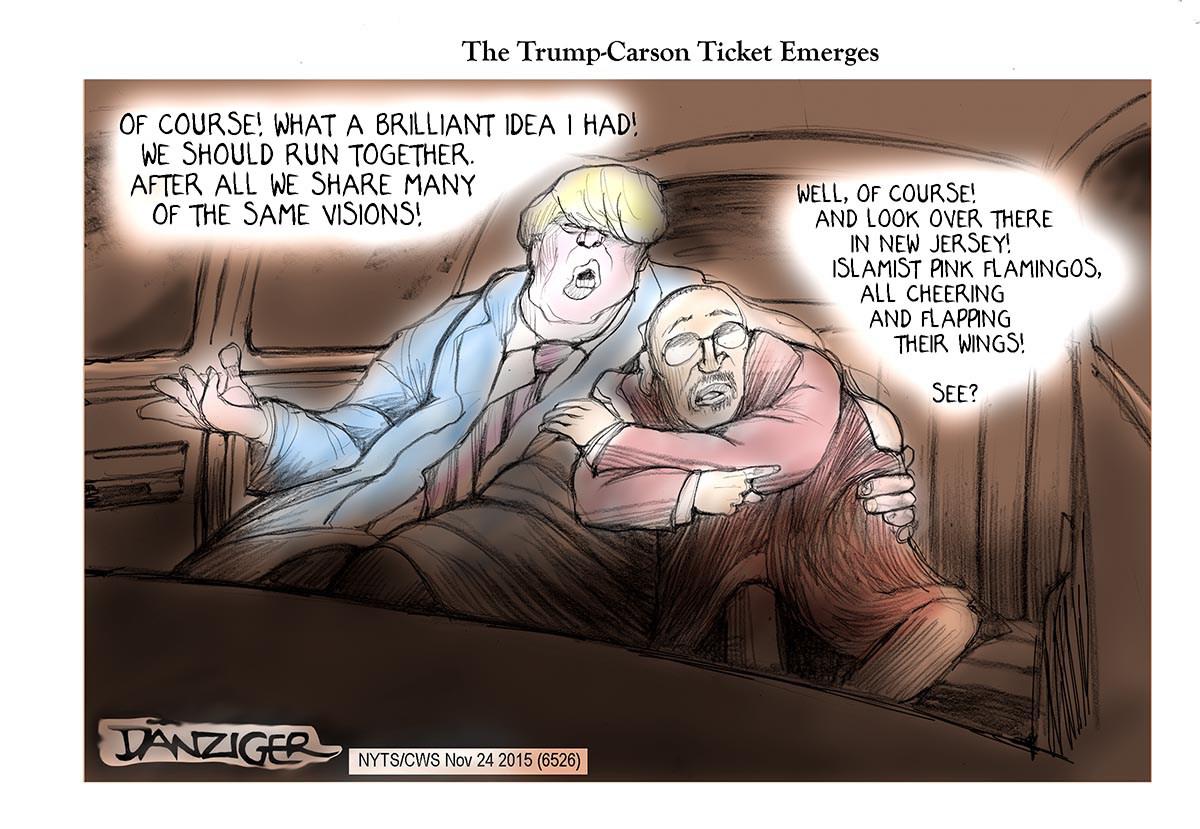 The Trump-Carson Ticket Emerges
OF COURSE! WHAT A BRILLIANT IDEA I HAD!
WE SHOULD RUN TOGETHER.
AFTER ALL WE SHARE MANY
OF THE SAME VISIONS!
WELL, OF COURSE!
AND LOOK OVER THERE
IN NEW JERSEY!
ISLAMIST PINK FLAMINGOS,
ALL CHEERING
AND FLAPPING
THEIR WINGS!
SEE?
DANZIGER
NYTS/CWS Nov 24 2015 (6526)